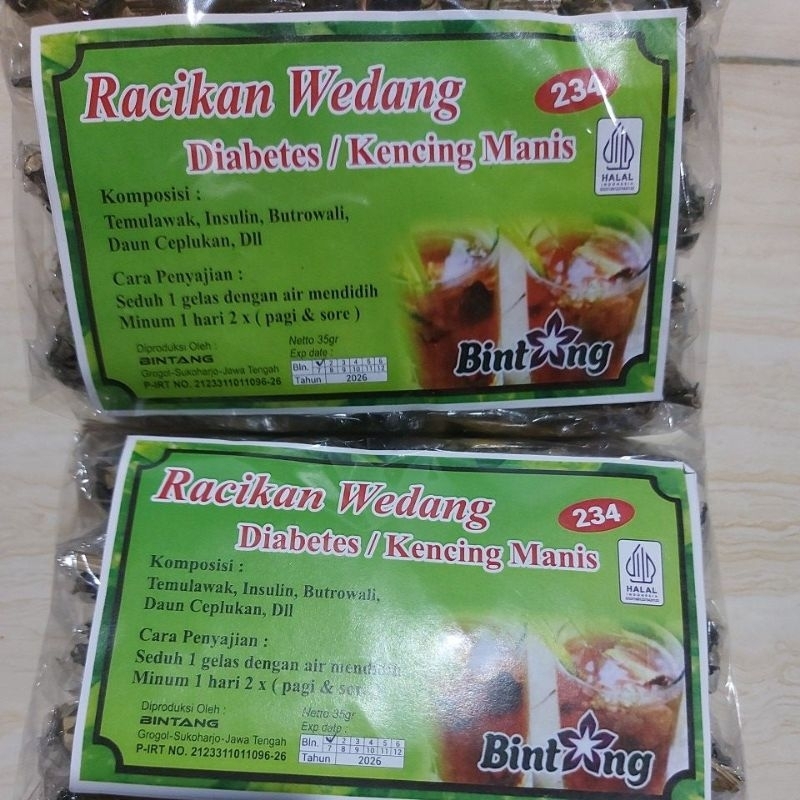 Racikan Wedang
234
Diabetes / Kencing Manis
HALAL
INDONESIA
Komposisi :
Temulawak, Insulin, Butrowali,
Daun Ceplukan, Dll
Cara Penyajian :
Seduh 1 gelas dengan air mendidih
Minum 1 hari 2 x ( pagi & sore )
Diproduksi Oleh :
BINTANG
Grogol-Sukoharjo-Jawa Tengah
P-IRT NO. 2123311011096-26
Netto 35gr
Exp date :
Bln. 2 3 4 5 6
7 8 9 10 11 12
Tahun 2026
Bintang
Racikan Wedang
234
Diabetes / Kencing Manis
HALAL
INDONESIA
Komposisi :
Temulawak, Insulin, Butrowali,
Daun Ceplukan, Dll
Cara Penyajian :
Seduh 1 gelas dengan air mendidih
Minum 1 hari 2 x ( pagi & sor
Diproduksi Oleh :
BINTANG
Grogol-Sukoharjo-Jawa Tengah
P-IRT NO. 2123311011096-26
Netto 35gr
Exp date :
Bln. 2 3 4 5 6
7 8 9 10 11 12
Tahun 2026
Bintang